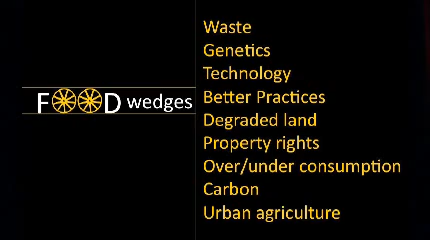 FOOD wedges
Waste
Genetics
Technology
Better Practices
Degraded land
Property rights
Over/under consumption
Carbon
Urban agriculture